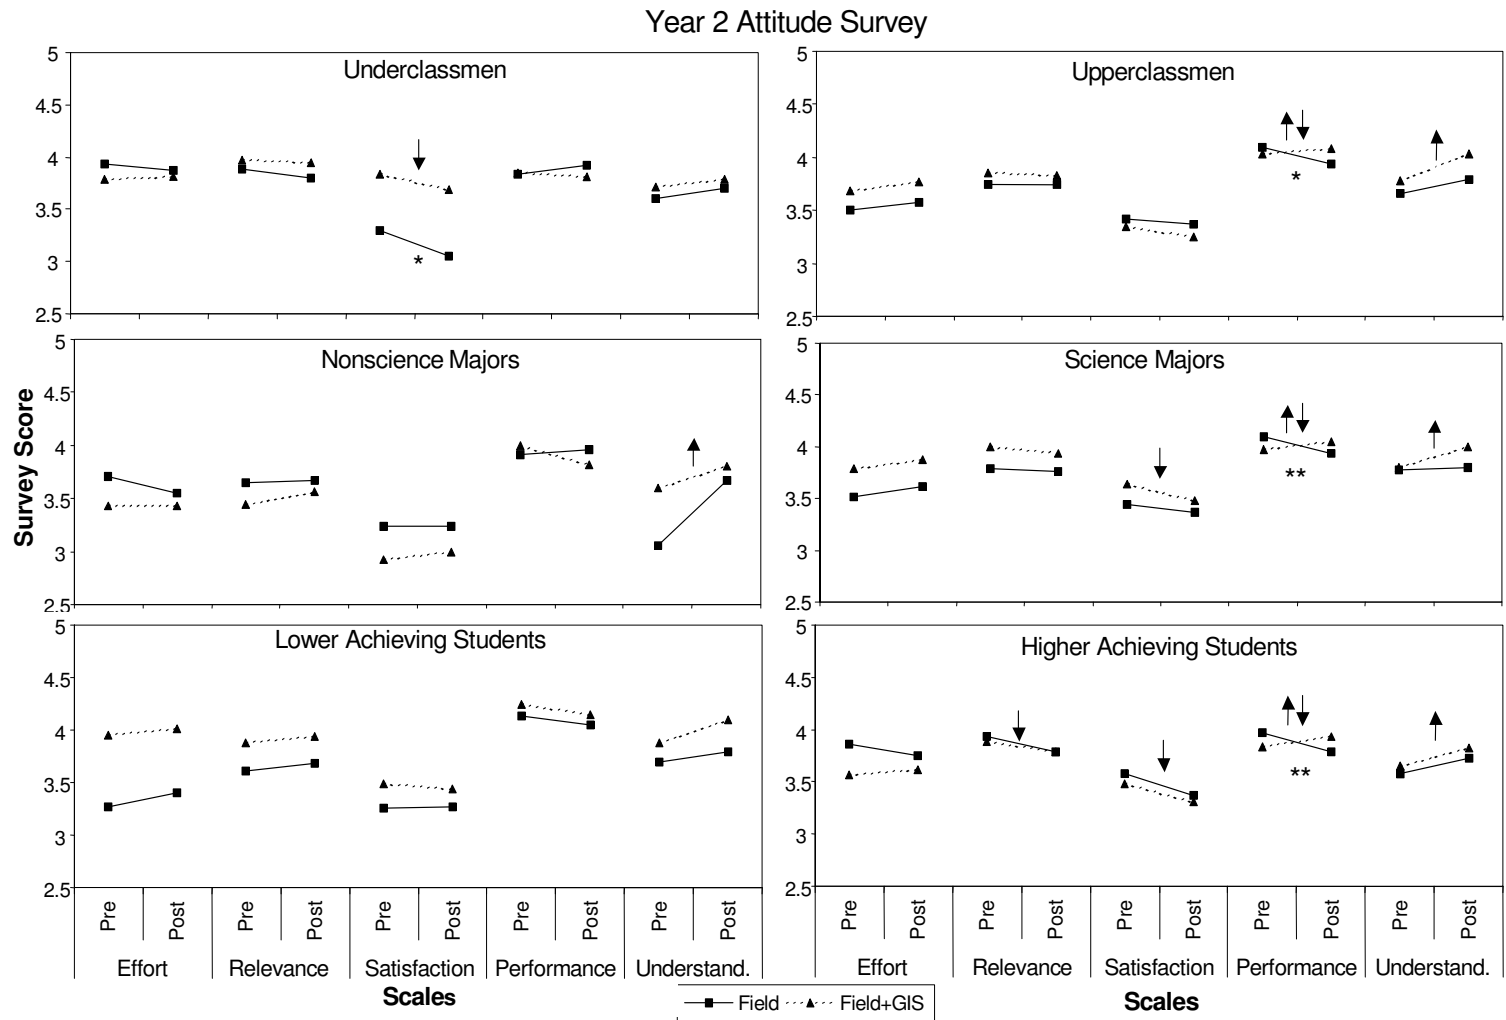 Year 2 Attitude Survey
Survey Score
Underclassmen
5
4.5
4
3.5
3
2.5
*
Upperclassmen
5
4.5
4
3.5
3
2.5
*
Nonscience Majors
5
4.5
4
3.5
3
2.5
Science Majors
5
4.5
4
3.5
3
2.5
**
Lower Achieving Students
5
4.5
4
3.5
3
2.5
Higher Achieving Students
5
4.5
4
3.5
3
2.5
**
Pre Post Pre Post Pre Post Pre Post Pre Post
Effort Relevance Satisfaction Performance Understand.
Scales
Pre Post Pre Post Pre Post Pre Post Pre Post
Effort Relevance Satisfaction Performance Understand.
Scales
Field Field+GIS